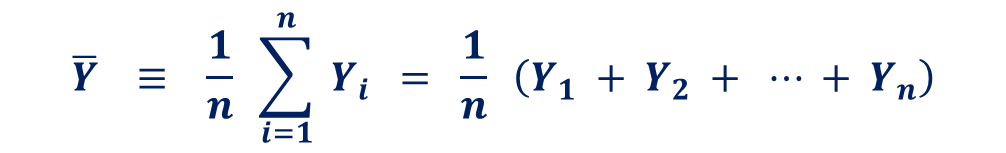 Ȳ ≡ 1/n ∑_{i=1}^{n} Y_i = 1/n (Y_1 + Y_2 + ⋯ + Y_n)